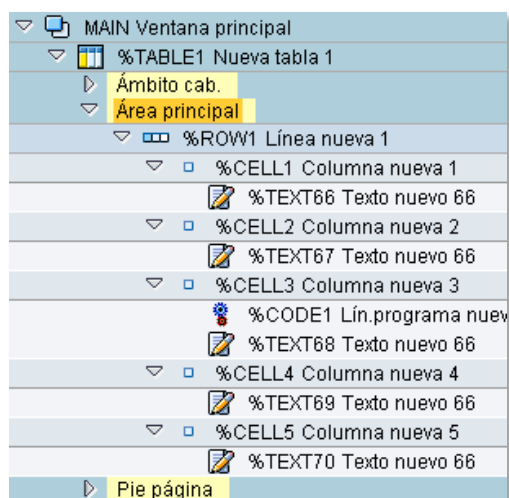 MAIN Ventana principal
%TABLE1 Nueva tabla 1
Ámbito cab.
Área principal
%ROW1 Línea nueva 1
%CELL1 Columna nueva 1
%TEXT66 Texto nuevo 66
%CELL2 Columna nueva 2
%TEXT67 Texto nuevo 66
%CELL3 Columna nueva 3
%CODE1 Lín.programa nuev
%TEXT68 Texto nuevo 66
%CELL4 Columna nueva 4
%TEXT69 Texto nuevo 66
%CELL5 Columna nueva 5
%TEXT70 Texto nuevo 66
Pie página